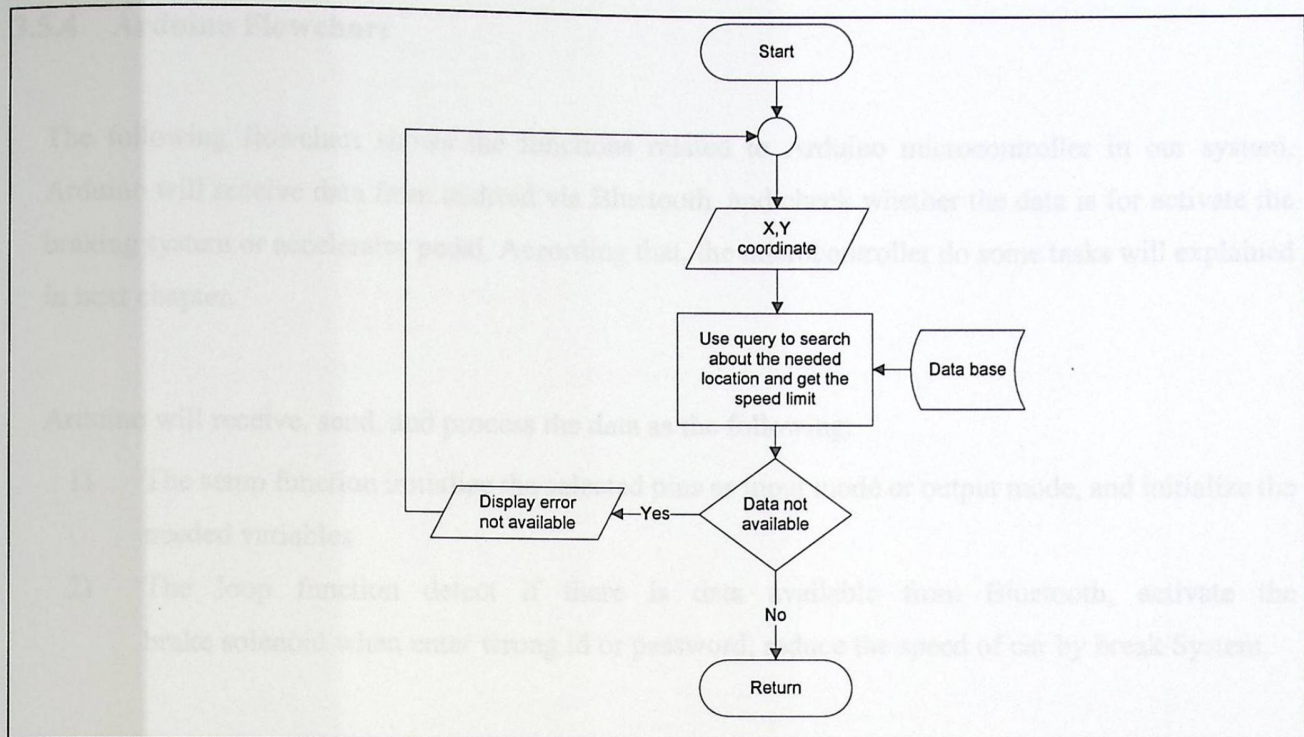 3.5.4 Arduino Flowchart
Start
The following flowchart shows the functions related to Arduino microcontroller in our system.
Arduino will receive data from android via Bluetooth, and check whether the data is for activate the
X,Y
coordinate
braking system or accelerator pedal. According that, the microcontroller do some tasks will explained
in next chapter.
Use query to search
about the needed
location and get the
speed limit
Data base
Arduino will receive, send, and process the data as the following:
1) The setup function initialize the selected pins as input mode or output mode, and initialize the
needed variables
Display error
not available
Yes
Data not
available
2) The loop function detect if there is data available from Bluetooth, activate the
No
brake solenoid when enter wrong id or password, reduce the speed of car by break System.
Return